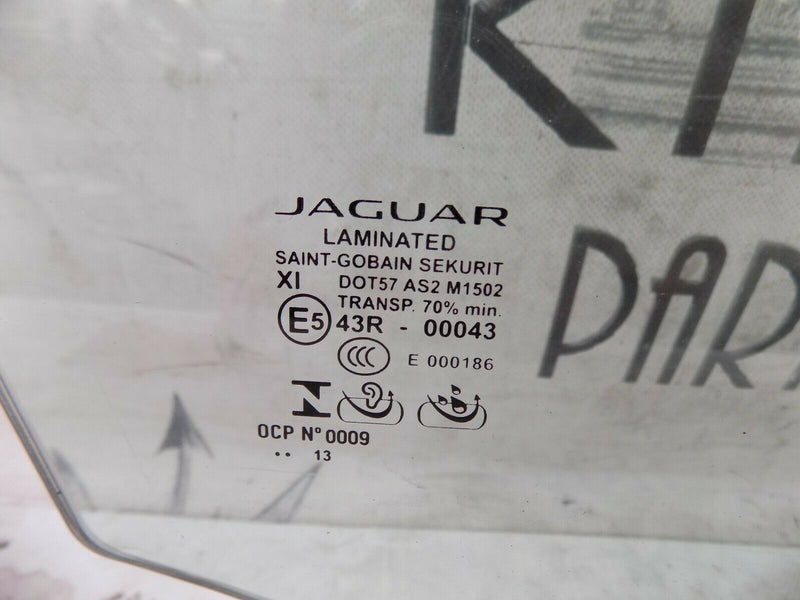 JAGUAR
LAMINATED
SAINT-GOBAIN SEKURIT
XI DOT57 AS2 M1502
TRANSP. 70% min.
E5 43R - 00043
CCC E 000186
OCP N° 0009
.. 13
PAR